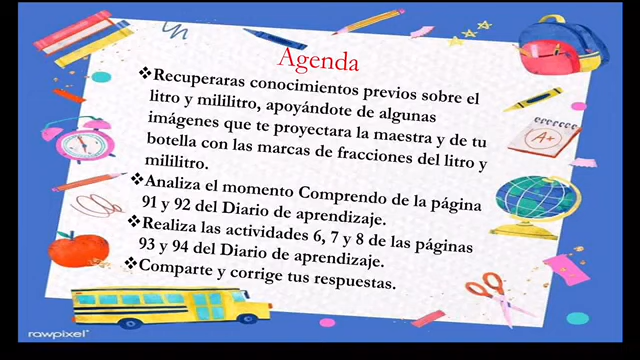 Agenda
❖Recuperaras conocimientos previos sobre el
litro y mililitro, apoyándote de algunas
imágenes que te proyectara la maestra y de tu
botella con las marcas de fracciones del litro y
mililitro.
❖Analiza el momento Comprendo de la página
91 y 92 del Diario de aprendizaje.
❖Realiza las actividades 6, 7 y 8 de las páginas
93 y 94 del Diario de aprendizaje.
❖Comparte y corrige tus respuestas.
A+
rawpixel